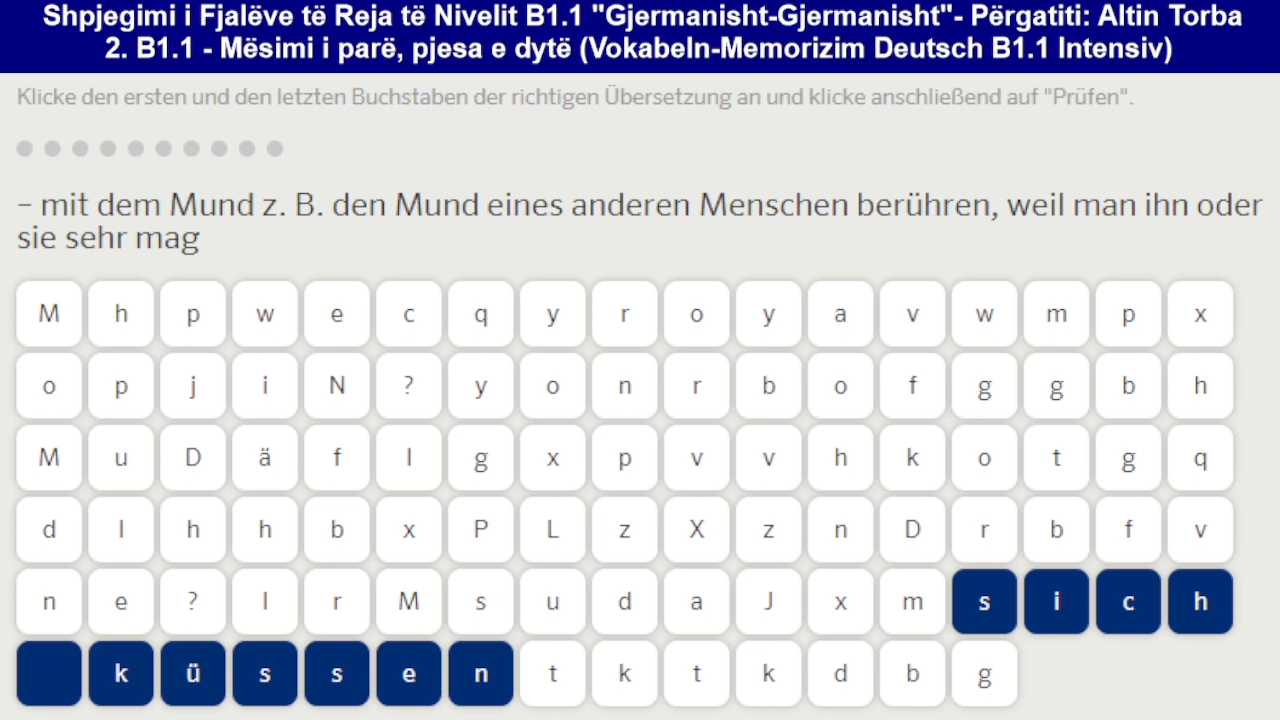 Shpjegimi i Fjalëve të Reja të Nivelit B1.1 "Gjermanisht-Gjermanisht"- Përgatiti: Altin Torba
2. B1.1 - Mësimi i parë, pjesa e dytë (Vokabeln-Memorizim Deutsch B1.1 Intensiv)
Klicke den ersten und den letzten Buchstaben der richtigen Übersetzung an und klicke anschließend auf "Prüfen".
– mit dem Mund z. B. den Mund eines anderen Menschen berühren, weil man ihn oder
sie sehr mag
M h p w e c q y r o y a v w m p x
o p j i N ? y o n r b o f g g b h
M u D ä f l g x p v v h k o t g q
d l h h b x P L z X z n D r b f v
n e ? l r M s u d a J x m s i c h
k ü s s e n t k t k d b g